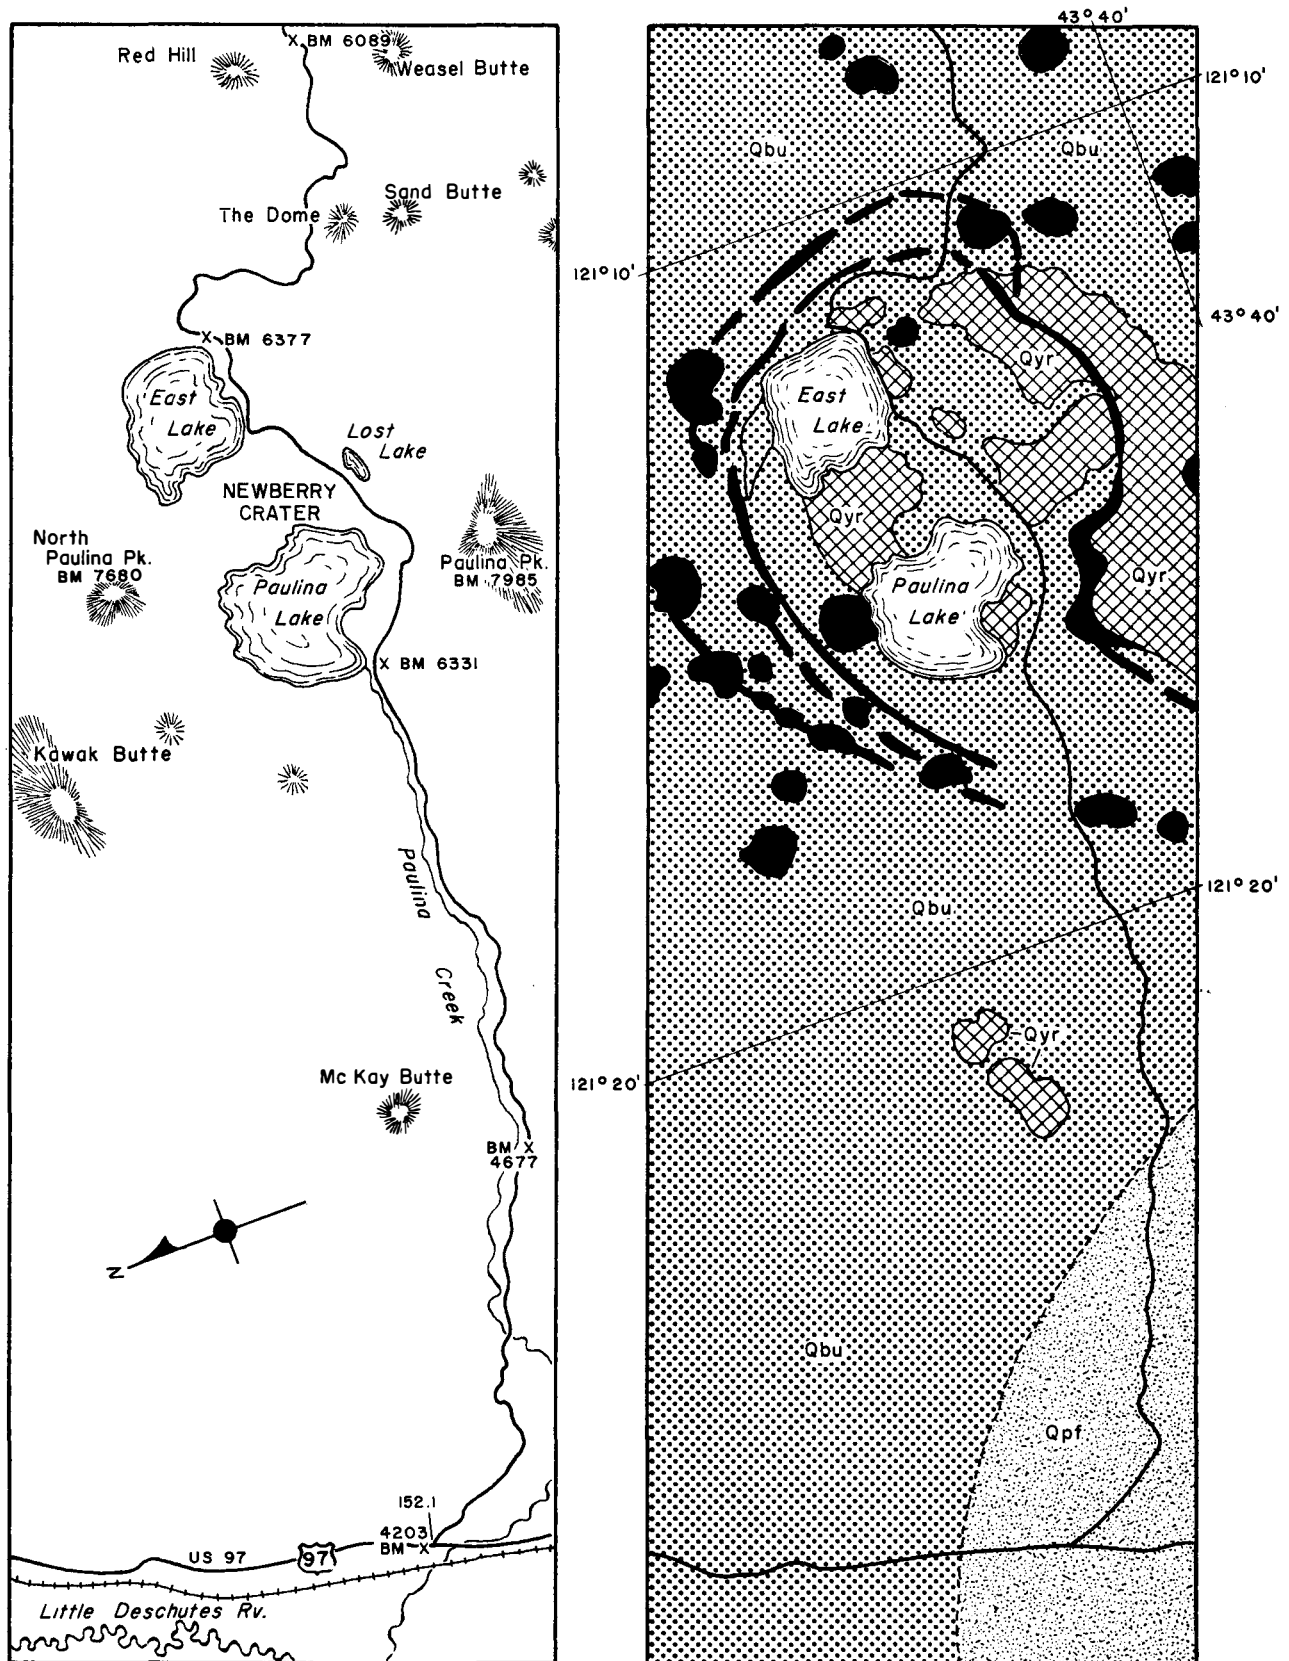 BM 6089
Red Hill
Weasel Butte
Sand Butte
The Dome
BM 6377
East
Lake
Lost
Lake
NEWBERRY
CRATER
North
Paulina Pk.
BM 7680
Paulina Pk.
BM 7985
Paulina
Lake
BM 6331
Kawak Butte
Paulina
Creek
Mc Kay Butte
BM
4677
N
152.1
4203
BM
US 97
97
Little Deschutes Rv.
43° 40'
121° 10'
Qbu
Qbu
121° 10'
43° 40'
Qyr
East
Lake
Qyr
Qyr
Paulina
Lake
121° 20'
Qbu
Qyr
121° 20'
Qbu
Qpf